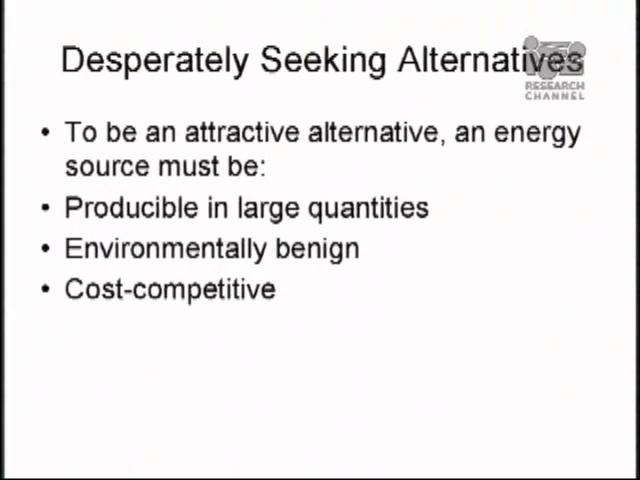 Desperately Seeking Alternatives
RESEARCH
CHANNEL
• To be an attractive alternative, an energy
source must be:
• Producible in large quantities
• Environmentally benign
• Cost-competitive